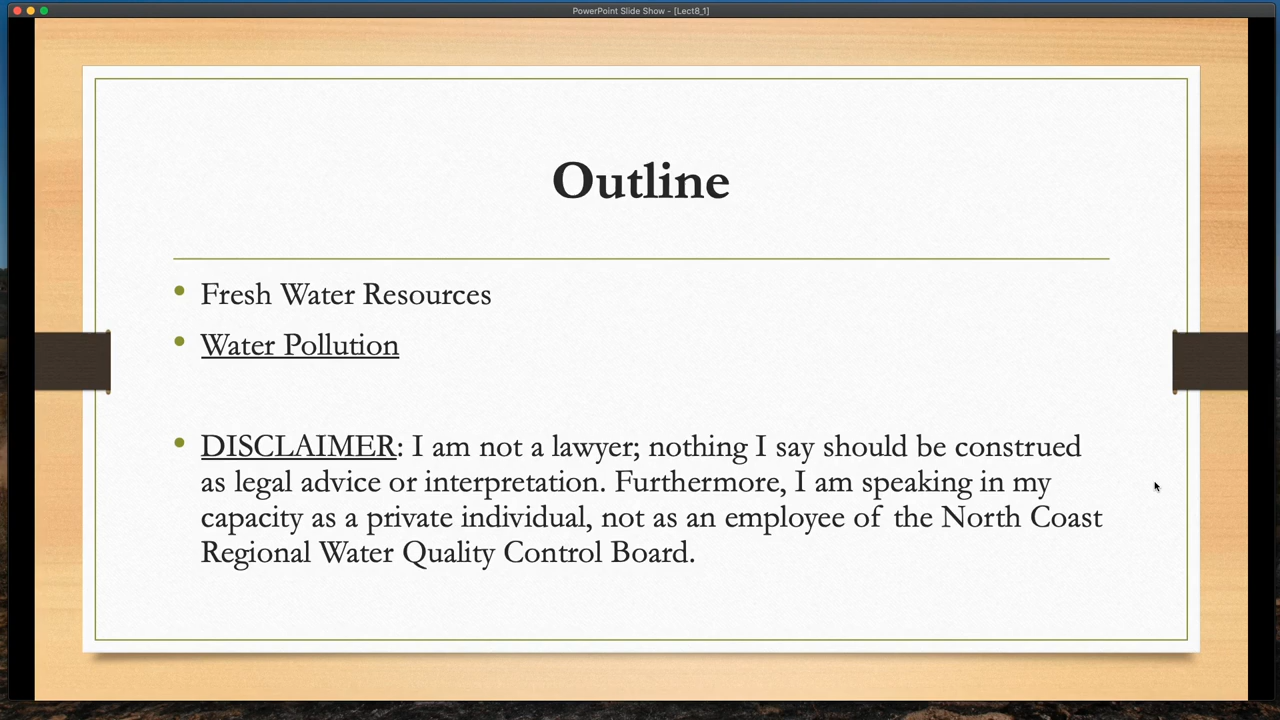 PowerPoint Slide Show - [Lect8_1]
Outline
Fresh Water Resources
Water Pollution
DISCLAIMER: I am not a lawyer; nothing I say should be construed
as legal advice or interpretation. Furthermore, I am speaking in my
capacity as a private individual, not as an employee of the North Coast
Regional Water Quality Control Board.